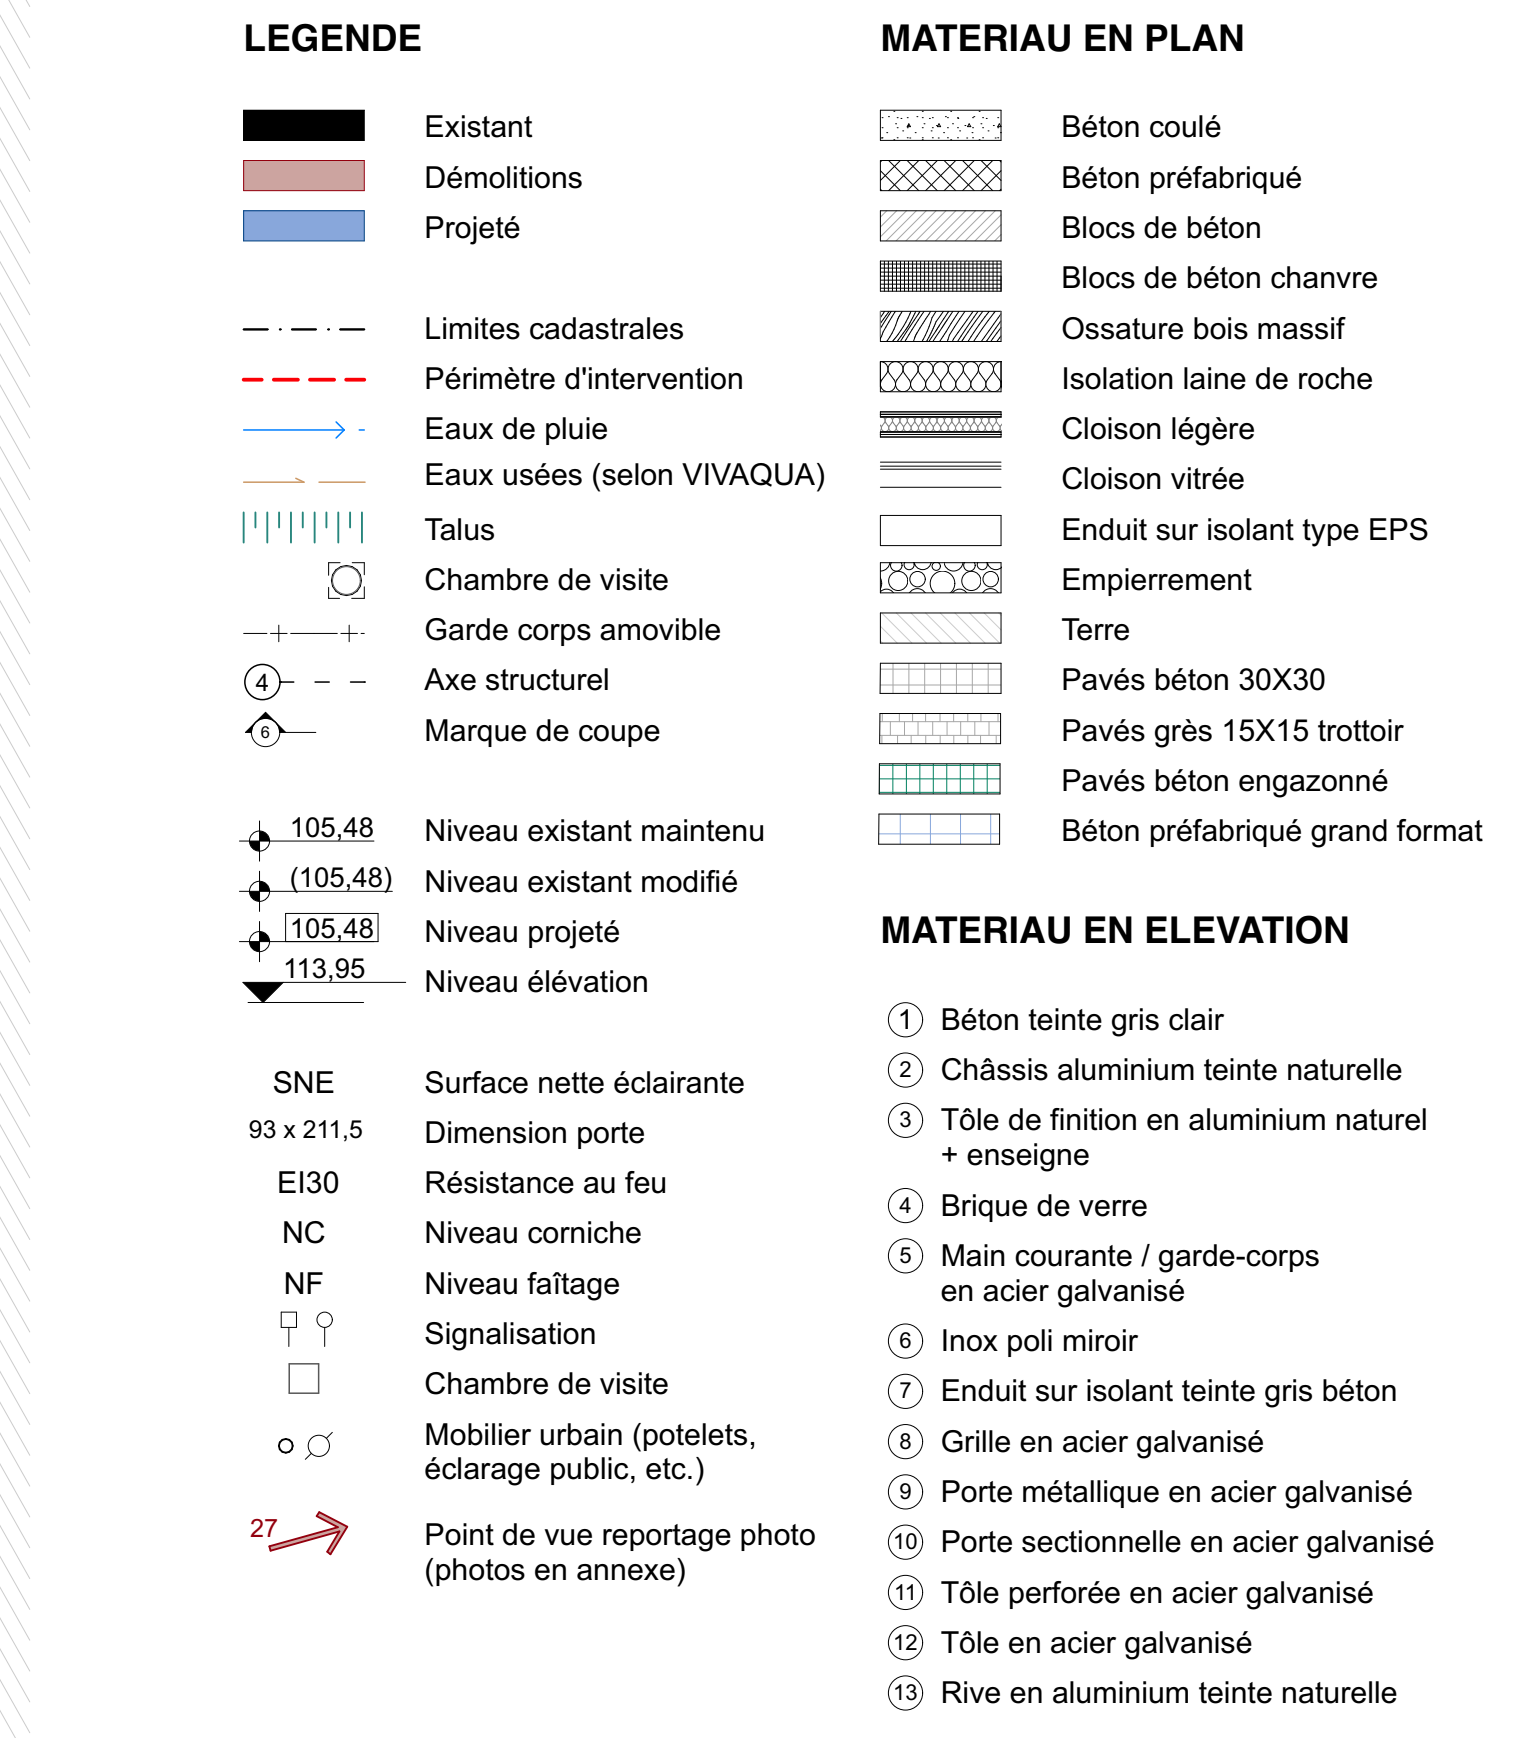 LEGENDE
Existant
Démolitions
Projeté
Limites cadastrales
Périmètre d'intervention
Eaux de pluie
Eaux usées (selon VIVAQUA)
Talus
Chambre de visite
Garde corps amovible
4 Axe structurel
6 Marque de coupe
105,48 Niveau existant maintenu
(105,48) Niveau existant modifié
105,48 Niveau projeté
113,95 Niveau élévation
SNE Surface nette éclairante
93 x 211,5 Dimension porte
EI30 Résistance au feu
NC Niveau corniche
NF Niveau faîtage
Signalisation
Chambre de visite
Mobilier urbain (potelets,
éclarage public, etc.)
27 Point de vue reportage photo
(photos en annexe)
MATERIAU EN PLAN
Béton coulé
Béton préfabriqué
Blocs de béton
Blocs de béton chanvre
Ossature bois massif
Isolation laine de roche
Cloison légère
Cloison vitrée
Enduit sur isolant type EPS
Empierrement
Terre
Pavés béton 30X30
Pavés grès 15X15 trottoir
Pavés béton engazonné
Béton préfabriqué grand format
MATERIAU EN ELEVATION
1 Béton teinte gris clair
2 Châssis aluminium teinte naturelle
3 Tôle de finition en aluminium naturel
+ enseigne
4 Brique de verre
5 Main courante / garde-corps
en acier galvanisé
6 Inox poli miroir
7 Enduit sur isolant teinte gris béton
8 Grille en acier galvanisé
9 Porte métallique en acier galvanisé
10 Porte sectionnelle en acier galvanisé
11 Tôle perforée en acier galvanisé
12 Tôle en acier galvanisé
13 Rive en aluminium teinte naturelle